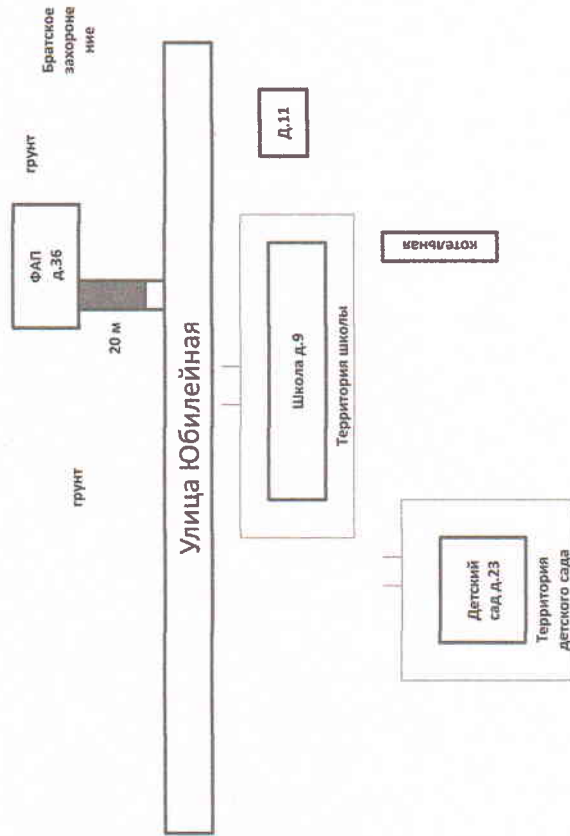 Братское
захороне
ние
грунт
ФАП
д.36
20 м
грунт
Улица Юбилейная
Д.11
котельная
Школа д.9
Территория школы
Детский
сад д.23
Территория
детского сада